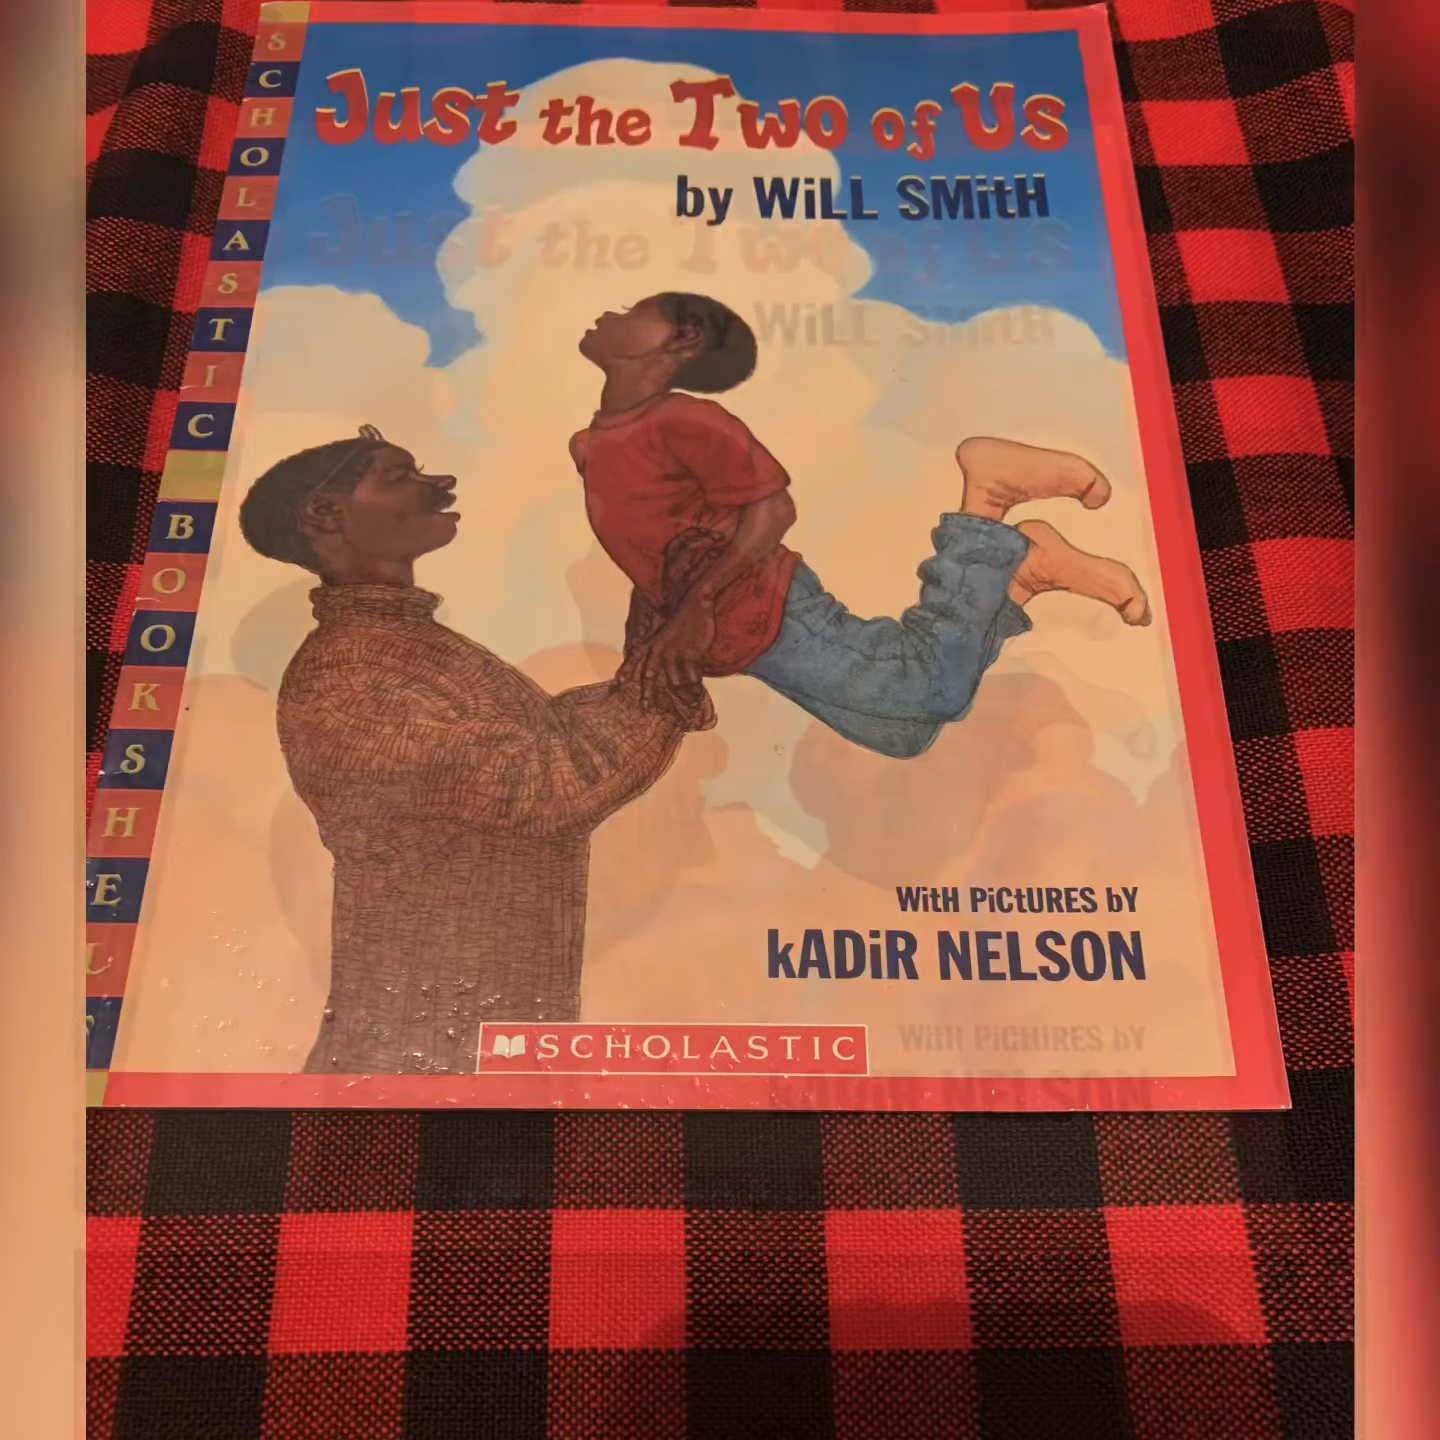 Just the Two of Us
by WiLL SMitH
SCHOLASTIC BOOKSHELF
WitH PiCtURES bY
kADiR NELSON
SCHOLASTIC